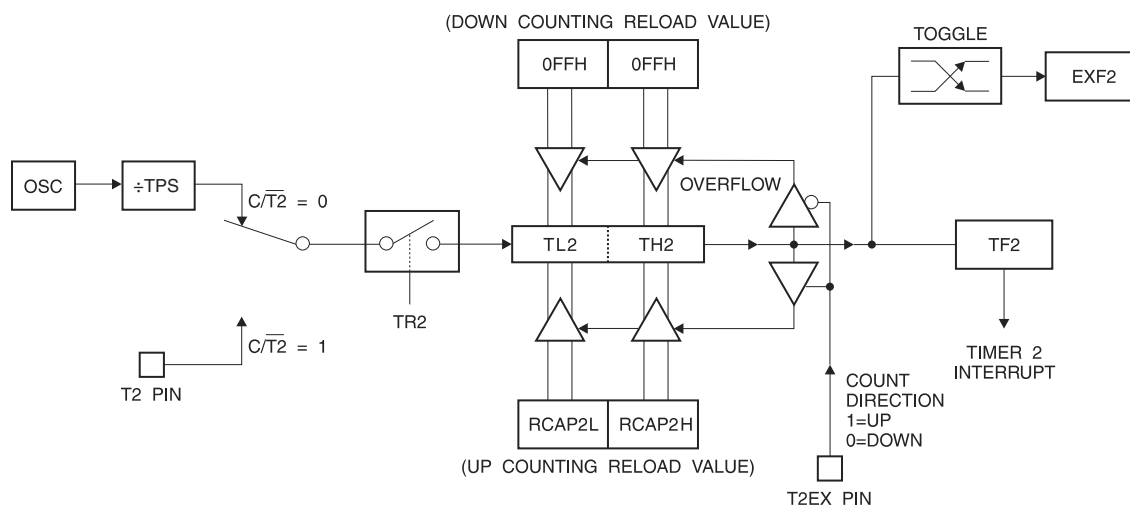 (DOWN COUNTING RELOAD VALUE)
0FFH 0FFH
TOGGLE
EXF2
OSC
÷TPS
C/T2̅ = 0
OVERFLOW
TL2 TH2
TF2
TR2
C/T2̅ = 1
T2 PIN
TIMER 2
INTERRUPT
COUNT
DIRECTION
1=UP
0=DOWN
RCAP2L RCAP2H
(UP COUNTING RELOAD VALUE)
T2EX PIN